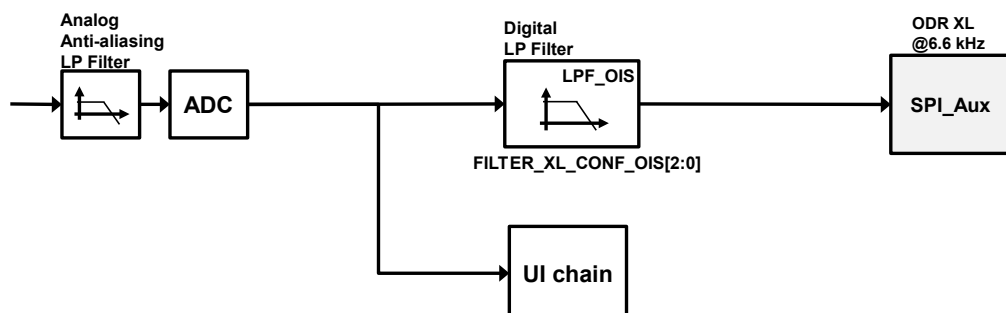 Analog
Anti-aliasing
LP Filter
ADC
Digital
LP Filter
LPF_OIS
FILTER_XL_CONF_OIS[2:0]
ODR XL
@6.6 kHz
SPI_Aux
UI chain